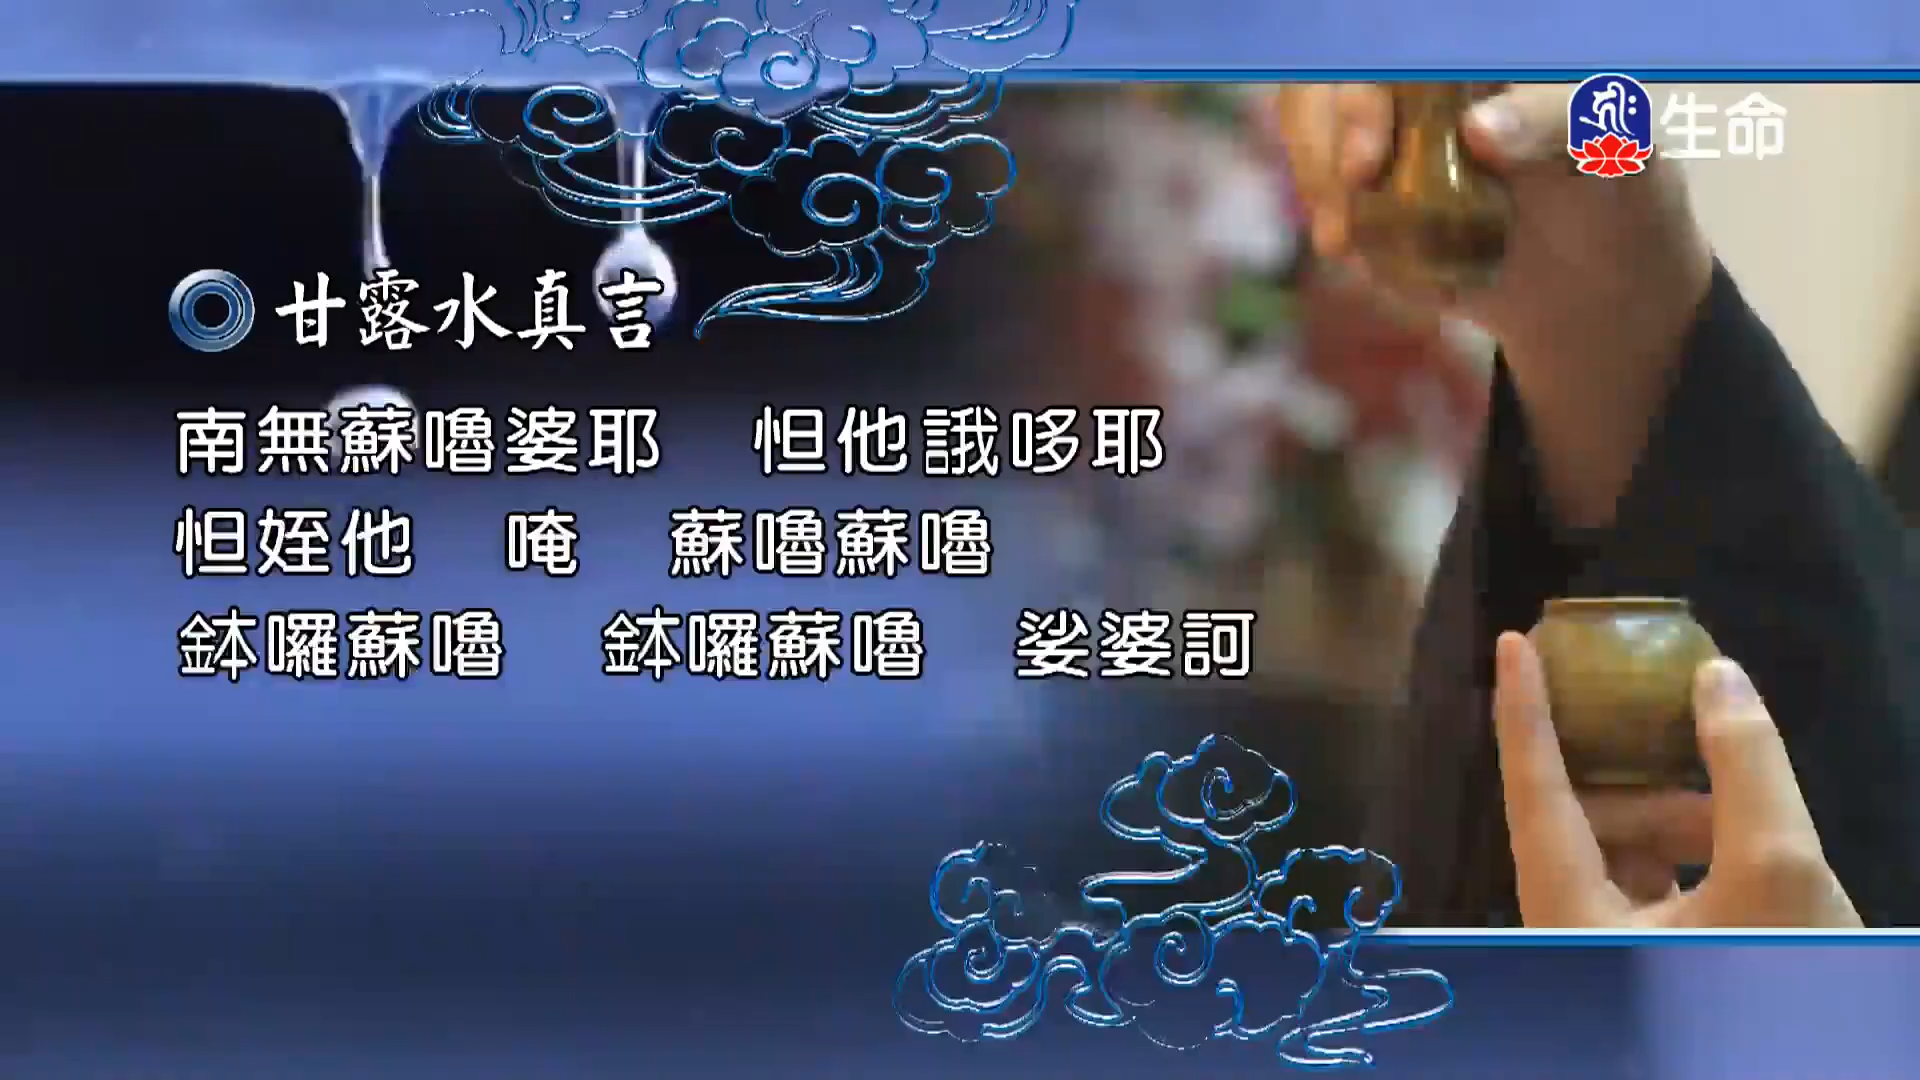 生命
甘露水真言
南無蘇嚕婆耶　怛他誐哆耶
怛姪他　唵　蘇嚕蘇嚕
鉢囉蘇嚕　鉢囉蘇嚕　娑婆訶